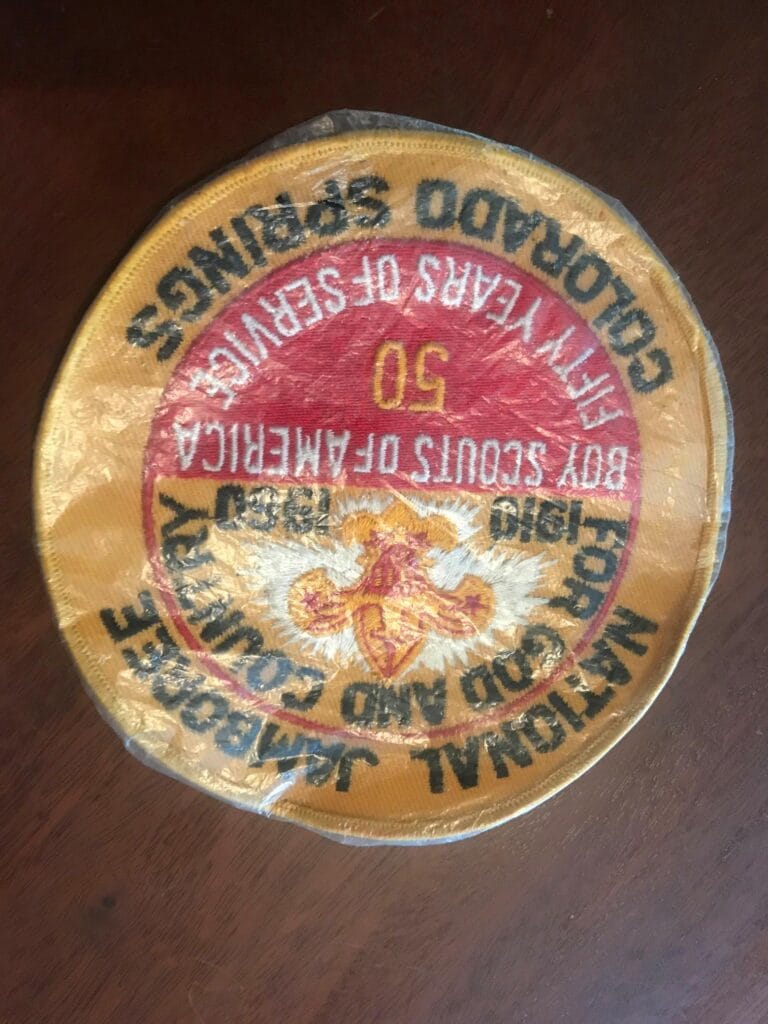 NATIONAL JAMBOREE
FOR GOD AND COUNTRY
1910 1960
BOY SCOUTS OF AMERICA
50
FIFTY YEARS OF SERVICE
COLORADO SPRINGS